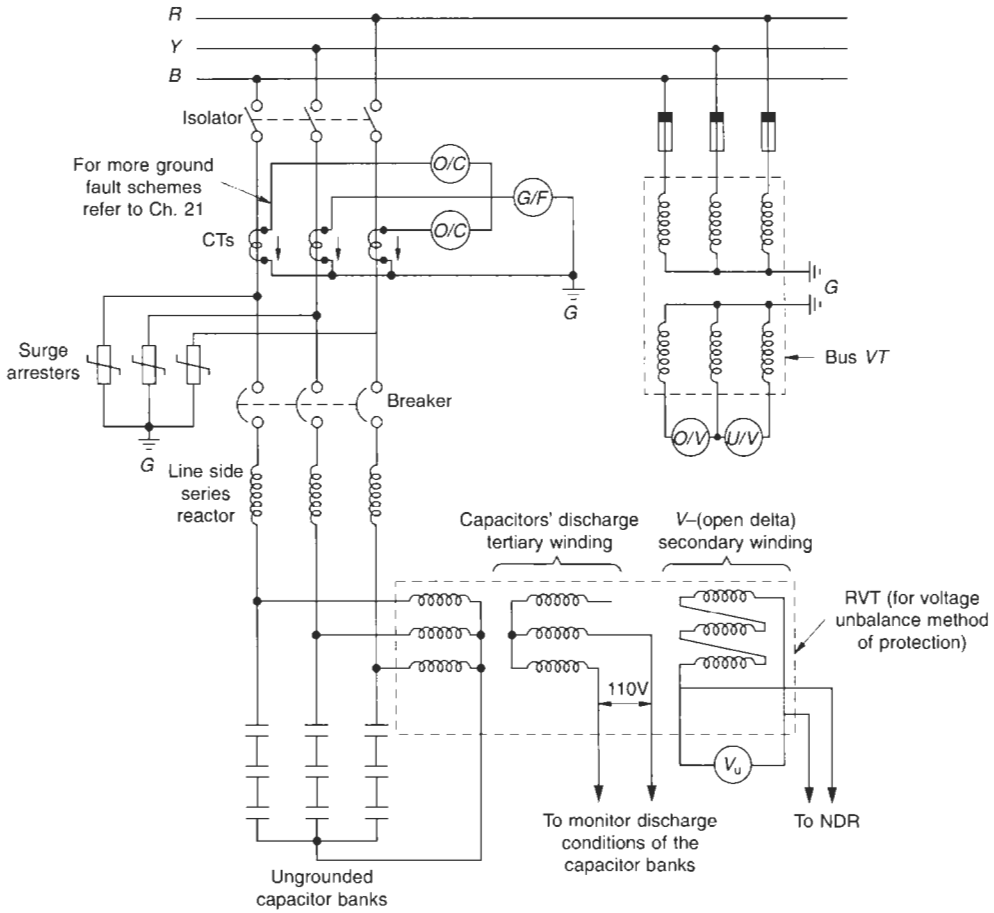 R
Y
B
Isolator
For more ground
fault schemes
refer to Ch. 21
O/C
G/F
O/C
CTs
G
G
Surge
arresters
Bus VT
Breaker
O/V
U/V
G
Line side
series
reactor
Capacitors' discharge
tertiary winding
V–(open delta)
secondary winding
RVT (for voltage
unbalance method
of protection)
110V
Vu
To monitor discharge
conditions of the
capacitor banks
To NDR
Ungrounded
capacitor banks